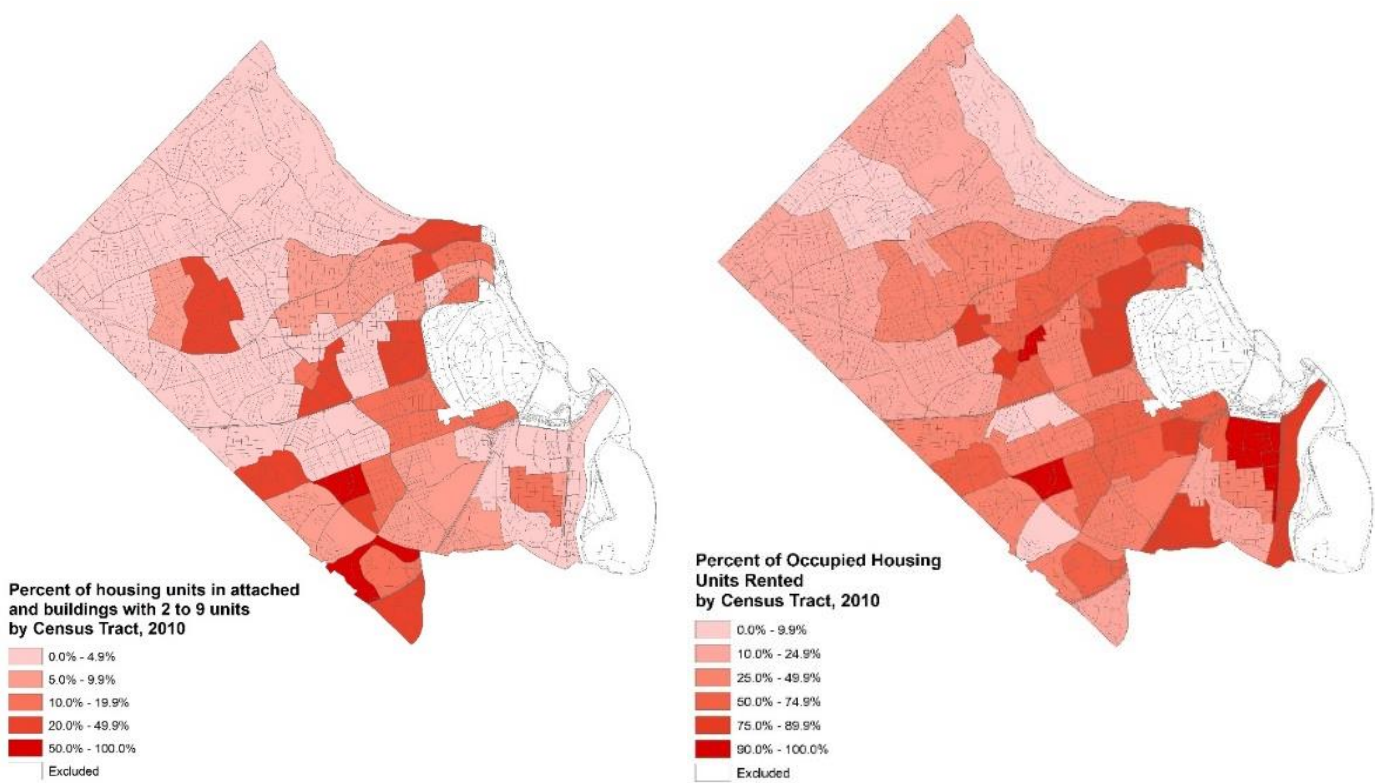 Percent of housing units in attached
and buildings with 2 to 9 units
by Census Tract, 2010
0.0% - 4.9%
5.0% - 9.9%
10.0% - 19.9%
20.0% - 49.9%
50.0% - 100.0%
Excluded
Percent of Occupied Housing
Units Rented
by Census Tract, 2010
0.0% - 9.9%
10.0% - 24.9%
25.0% - 49.9%
50.0% - 74.9%
75.0% - 89.9%
90.0% - 100.0%
Excluded